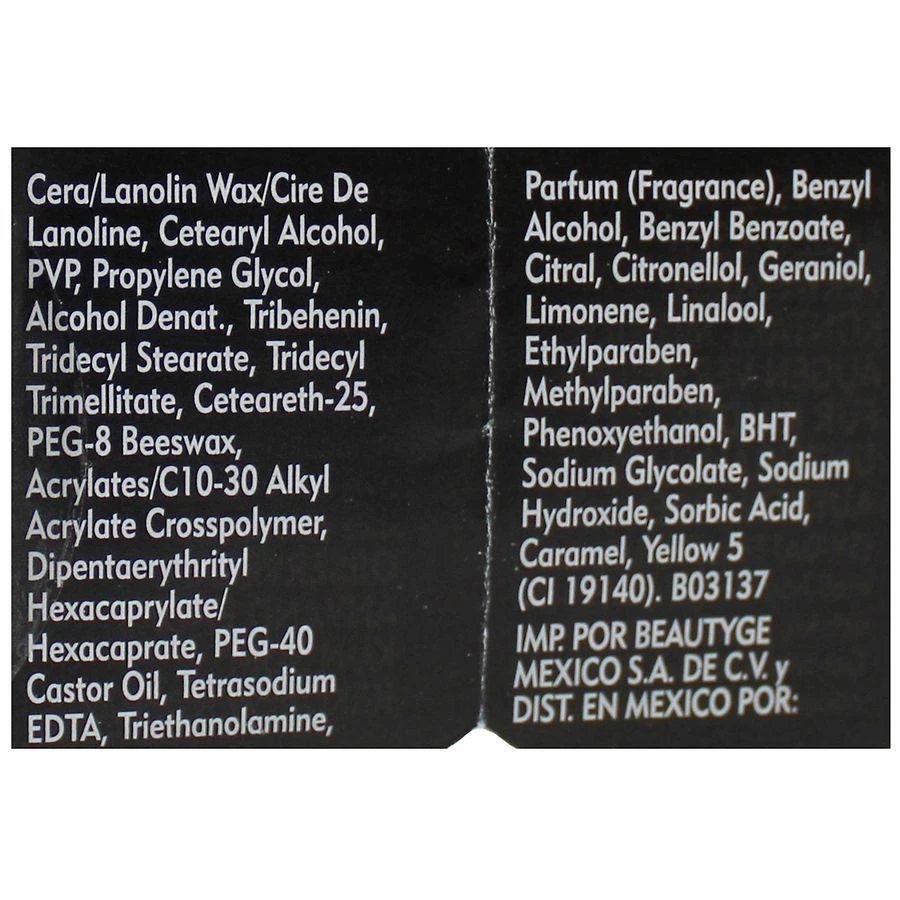 Cera/Lanolin Wax/Cire De
Lanoline, Cetearyl Alcohol,
PVP, Propylene Glycol,
Alcohol Denat., Tribehenin,
Tridecyl Stearate, Tridecyl
Trimellitate, Ceteareth-25,
PEG-8 Beeswax,
Acrylates/C10-30 Alkyl
Acrylate Crosspolymer,
Dipentaerythrityl
Hexacaprylate/
Hexacaprate, PEG-40
Castor Oil, Tetrasodium
EDTA, Triethanolamine,
Parfum (Fragrance), Benzyl
Alcohol, Benzyl Benzoate,
Citral, Citronellol, Geraniol,
Limonene, Linalool,
Ethylparaben,
Methylparaben,
Phenoxyethanol, BHT,
Sodium Glycolate, Sodium
Hydroxide, Sorbic Acid,
Caramel, Yellow 5
(CI 19140). B03137
IMP. POR BEAUTYGE
MEXICO S.A. DE C.V. y
DIST. EN MEXICO POR: